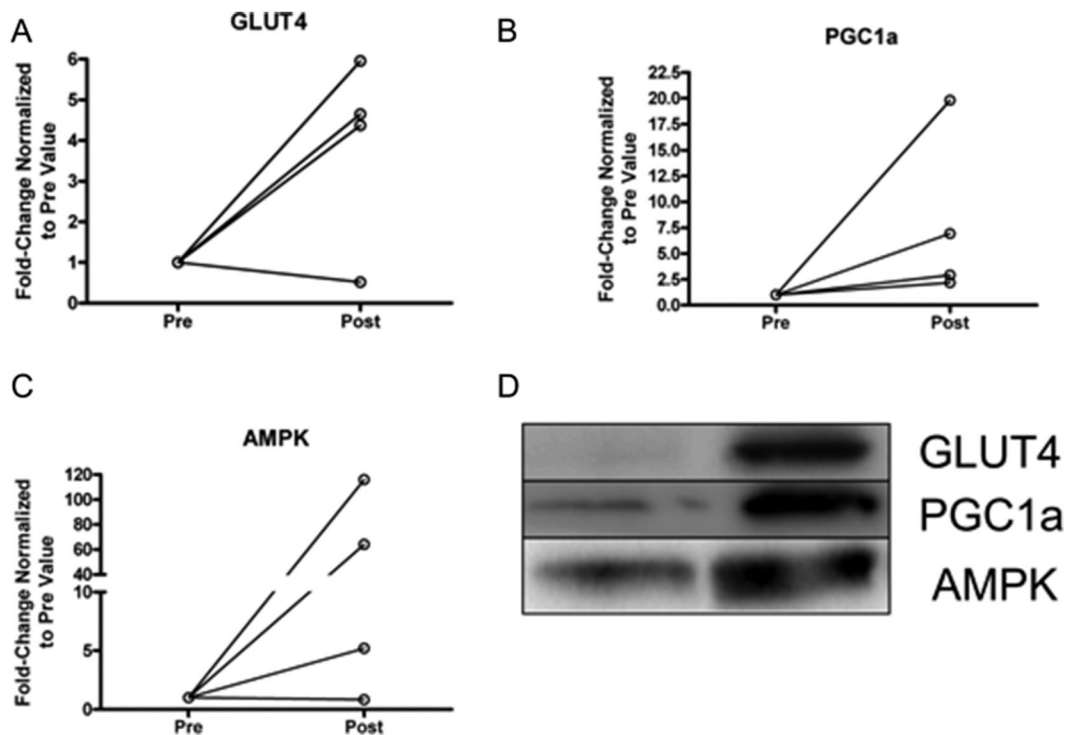 A
GLUT4
Fold-Change Normalized
to Pre Value
6
5
4
3
2
1
0
Pre
Post
B
PGC1a
Fold-Change Normalized
to Pre Value
22.5
20.0
17.5
15.0
12.5
10.0
7.5
5.0
2.5
0.0
Pre
Post
C
AMPK
Fold-Change Normalized
to Pre Value
120
100
80
60
40
10
5
0
Pre
Post
D
GLUT4
PGC1a
AMPK